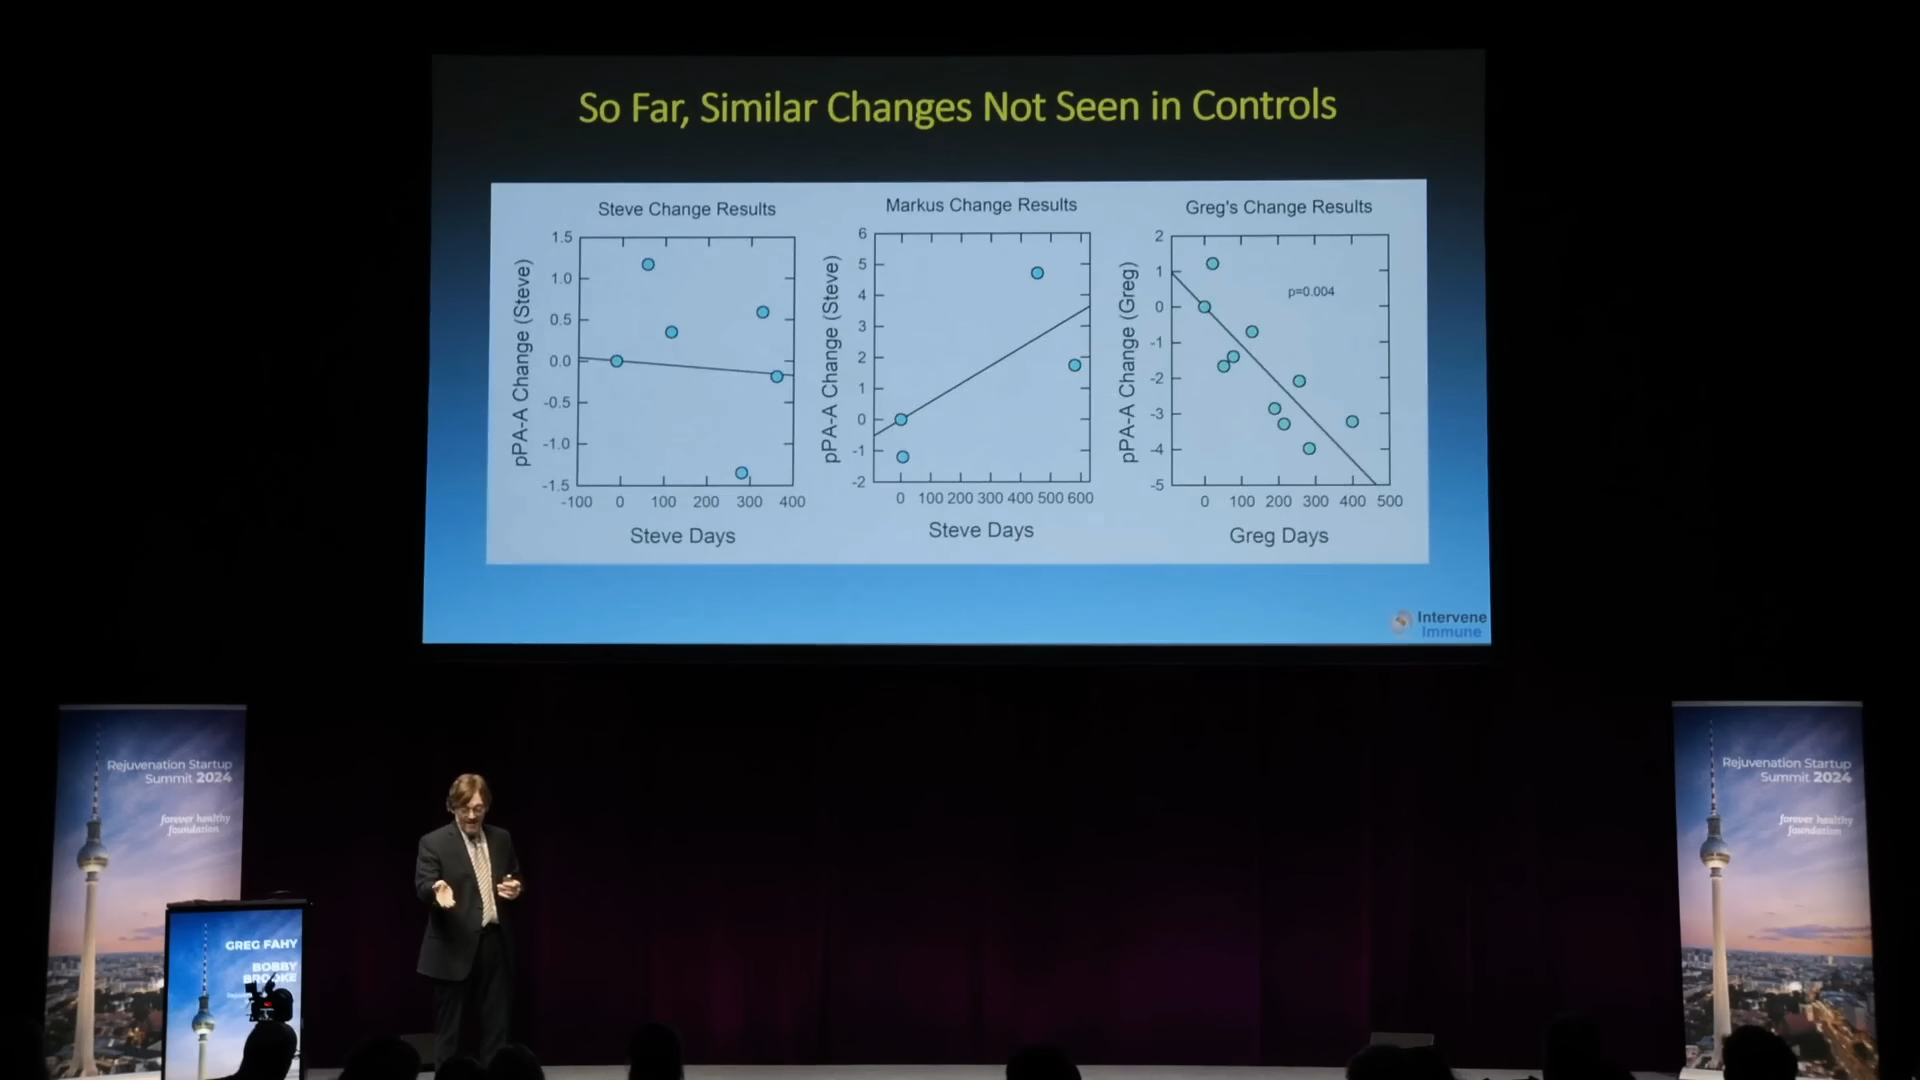 So Far, Similar Changes Not Seen in Controls
Steve Change Results
pPA-A Change (Steve)
1.5
1.0
0.5
0.0
-0.5
-1.0
-1.5
-100 0 100 200 300 400
Steve Days
Markus Change Results
pPA-A Change (Steve)
6
5
4
3
2
1
0
-1
-2
0 100 200 300 400 500 600
Steve Days
Greg's Change Results
pPA-A Change (Greg)
2
1
0
-1
-2
-3
-4
-5
p=0.004
0 100 200 300 400 500
Greg Days
Intervene
Immune
Rejuvenation Startup
Summit 2024
forever healthy
foundation
GREG FAHY
BOBBY
BROOKE
Rejuvenation Startup
Summit 2024
forever healthy
foundation